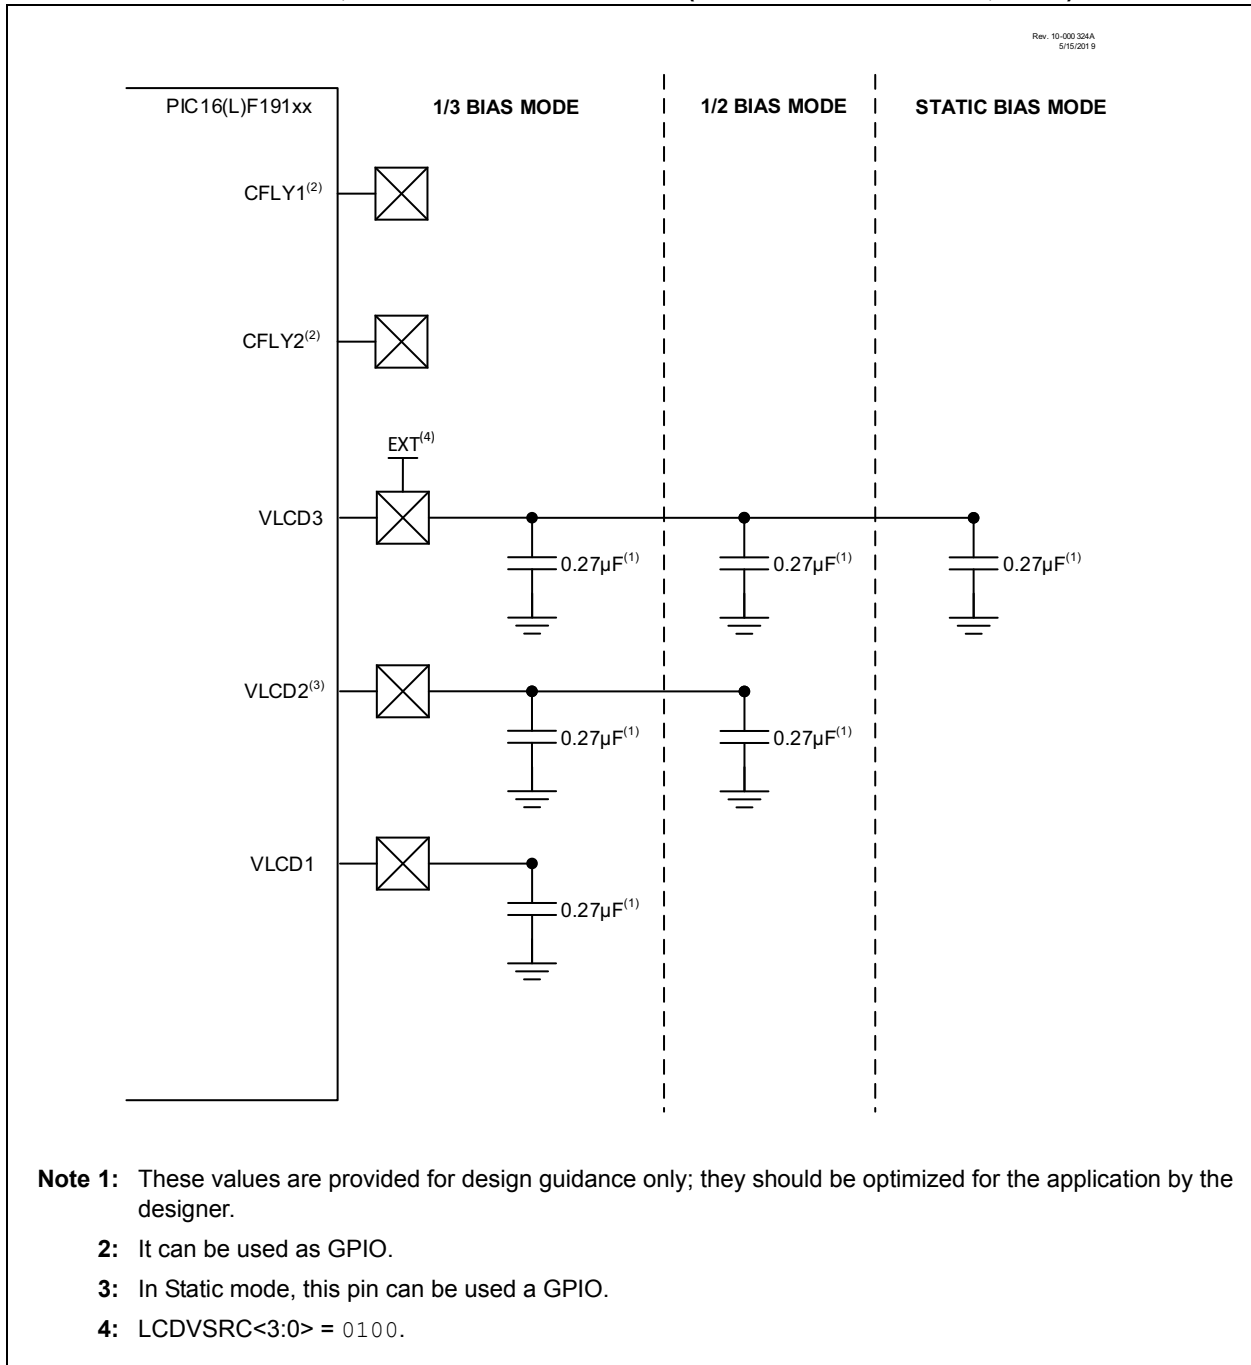 Rev. 10-000 324A
5/15/201 9
PIC16(L)F191xx
1/3 BIAS MODE
1/2 BIAS MODE
STATIC BIAS MODE
CFLY1(2)
CFLY2(2)
EXT(4)
VLCD3
0.27µF(1)
0.27µF(1)
0.27µF(1)
VLCD2(3)
0.27µF(1)
0.27µF(1)
VLCD1
0.27µF(1)
Note 1: These values are provided for design guidance only; they should be optimized for the application by the
designer.
2: It can be used as GPIO.
3: In Static mode, this pin can be used a GPIO.
4: LCDVSRC<3:0> = 0100.